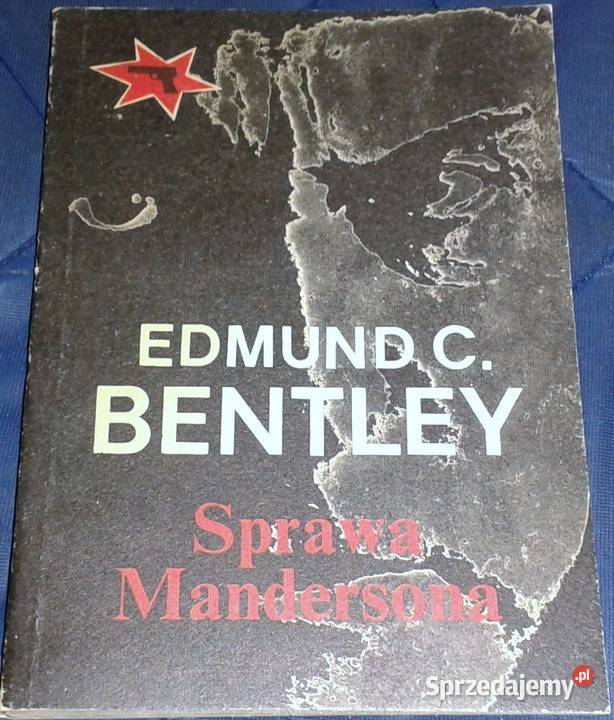 EDMUND C.
BENTLEY
Sprawa
Mandersona
Sprzedajemy.pl